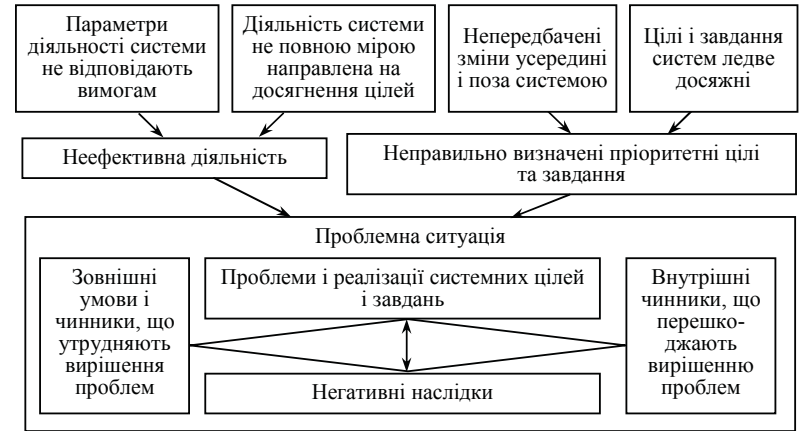 Параметри
діяльності системи
не відповідають
вимогам
Діяльність системи
не повною мірою
направлена на
досягнення цілей
Непередбачені
зміни усередині
і поза системою
Цілі і завдання
систем ледве
досяжні
Неефективна діяльність
Неправильно визначені пріоритетні цілі
та завдання
Проблемна ситуація
Зовнішні
умови і
чинники, що
утрудняють
вирішення
проблем
Проблеми і реалізації системних цілей
і завдань
Негативні наслідки
Внутрішні
чинники, що
перешко-
джають
вирішенню
проблем